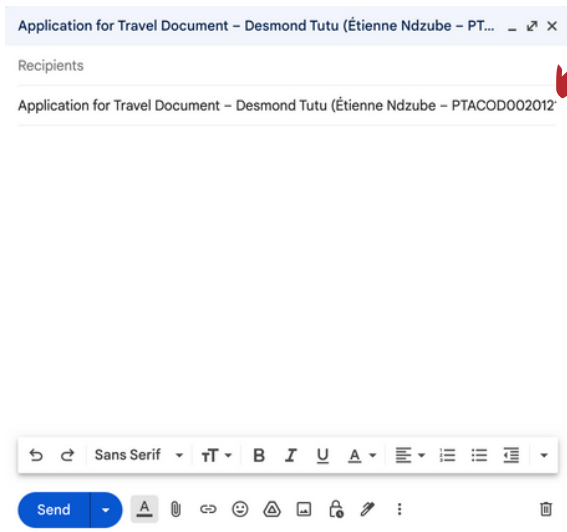 Application for Travel Document – Desmond Tutu (Étienne Ndzube – PT...
Recipients
Application for Travel Document – Desmond Tutu (Étienne Ndzube – PTACOD002012
Sans Serif
B I U A
Send A